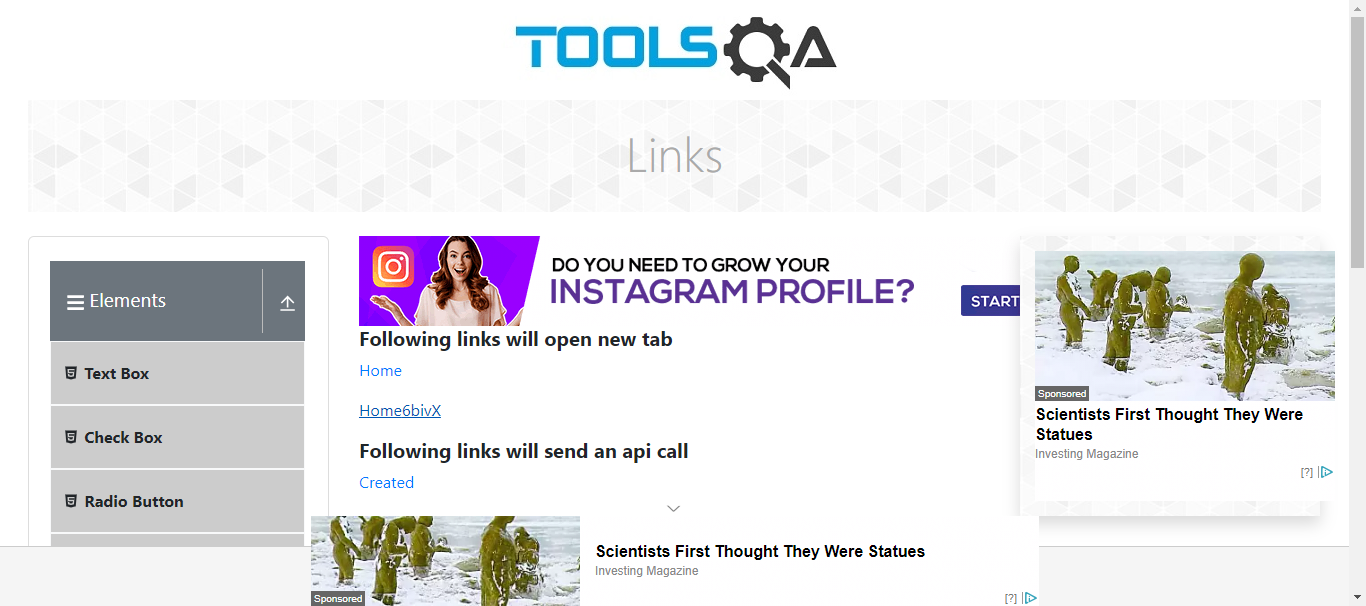 TOOLSQA
Links
Elements
Text Box
Check Box
Radio Button
DO YOU NEED TO GROW YOUR
INSTAGRAM PROFILE?
START
Following links will open new tab
Home
Home6bivX
Following links will send an api call
Created
Sponsored
Scientists First Thought They Were
Statues
Investing Magazine
[?]
Sponsored
Scientists First Thought They Were Statues
Investing Magazine
[?]